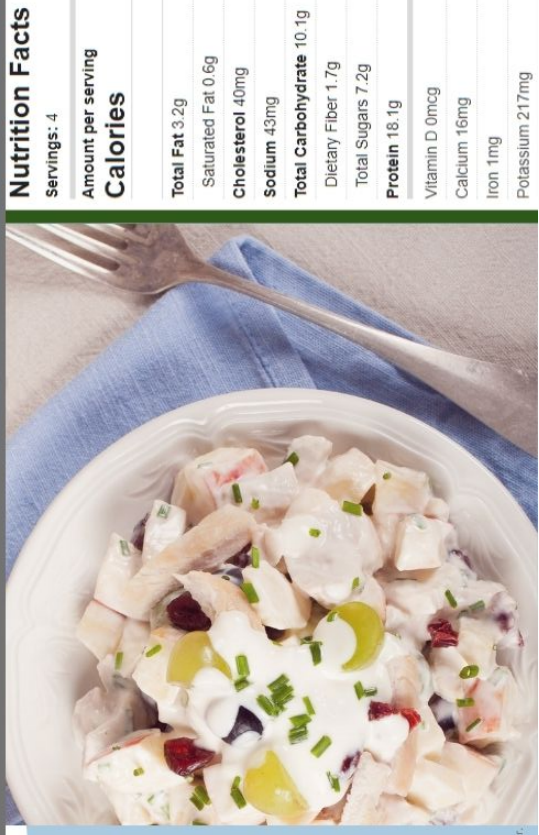 Nutrition Facts
Servings: 4
Amount per serving
Calories
Total Fat 3.2g
Saturated Fat 0.6g
Cholesterol 40mg
Sodium 43mg
Total Carbohydrate 10.1g
Dietary Fiber 1.7g
Total Sugars 7.2g
Protein 18.1g
Vitamin D 0mcg
Calcium 16mg
Iron 1mg
Potassium 217mg